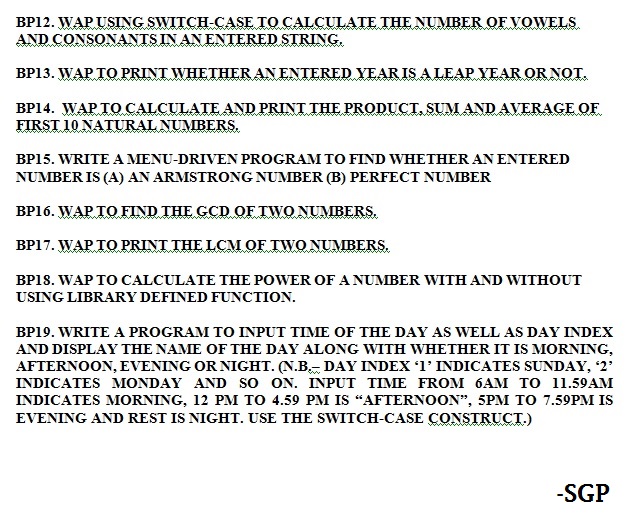 BP12. WAP USING SWITCH-CASE TO CALCULATE THE NUMBER OF VOWELS
AND CONSONANTS IN AN ENTERED STRING.
BP13. WAP TO PRINT WHETHER AN ENTERED YEAR IS A LEAP YEAR OR NOT.
BP14. WAP TO CALCULATE AND PRINT THE PRODUCT, SUM AND AVERAGE OF
FIRST 10 NATURAL NUMBERS.
BP15. WRITE A MENU-DRIVEN PROGRAM TO FIND WHETHER AN ENTERED
NUMBER IS (A) AN ARMSTRONG NUMBER (B) PERFECT NUMBER
BP16. WAP TO FIND THE GCD OF TWO NUMBERS.
BP17. WAP TO PRINT THE LCM OF TWO NUMBERS.
BP18. WAP TO CALCULATE THE POWER OF A NUMBER WITH AND WITHOUT
USING LIBRARY DEFINED FUNCTION.
BP19. WRITE A PROGRAM TO INPUT TIME OF THE DAY AS WELL AS DAY INDEX
AND DISPLAY THE NAME OF THE DAY ALONG WITH WHETHER IT IS MORNING,
AFTERNOON, EVENING OR NIGHT. (N.B.– DAY INDEX ‘1’ INDICATES SUNDAY, ‘2’
INDICATES MONDAY AND SO ON. INPUT TIME FROM 6AM TO 11.59AM
INDICATES MORNING, 12 PM TO 4.59 PM IS “AFTERNOON”, 5PM TO 7.59PM IS
EVENING AND REST IS NIGHT. USE THE SWITCH-CASE CONSTRUCT.)
-SGP